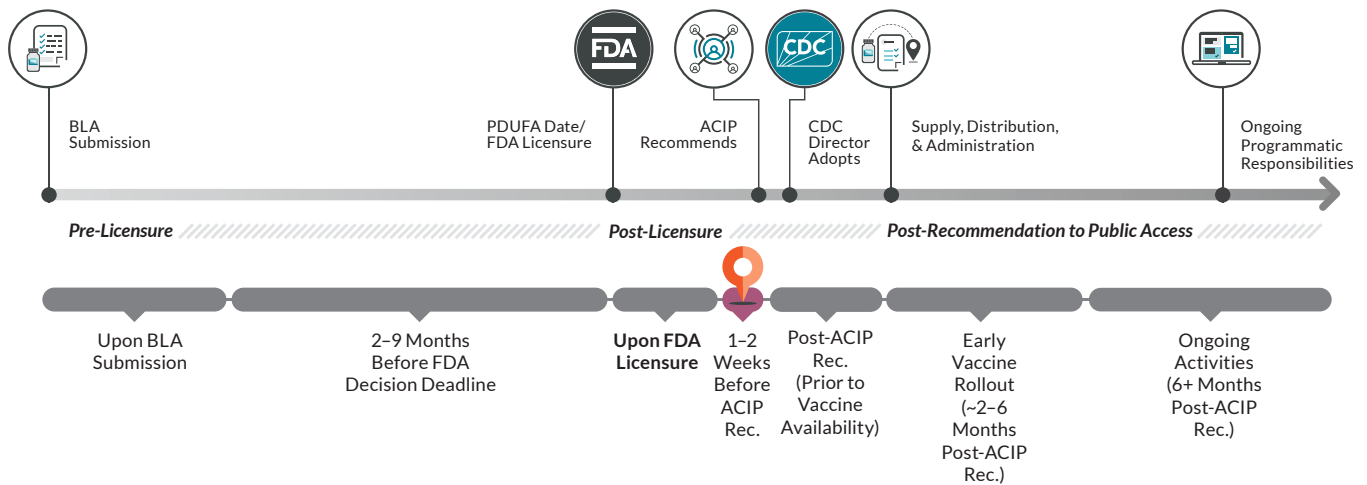 FDA
CDC
BLA
Submission
PDUFA Date/
FDA Licensure
ACIP
Recommends
CDC
Director
Adopts
Supply, Distribution,
& Administration
Ongoing
Programmatic
Responsibilities
Pre-Licensure
Post-Licensure
Post-Recommendation to Public Access
Upon BLA
Submission
2–9 Months
Before FDA
Decision Deadline
Upon FDA
Licensure
1–2
Weeks
Before
ACIP
Rec.
Post-ACIP
Rec.
(Prior to
Vaccine
Availability)
Early
Vaccine
Rollout
(~2–6
Months
Post-ACIP
Rec.)
Ongoing
Activities
(6+ Months
Post-ACIP
Rec.)